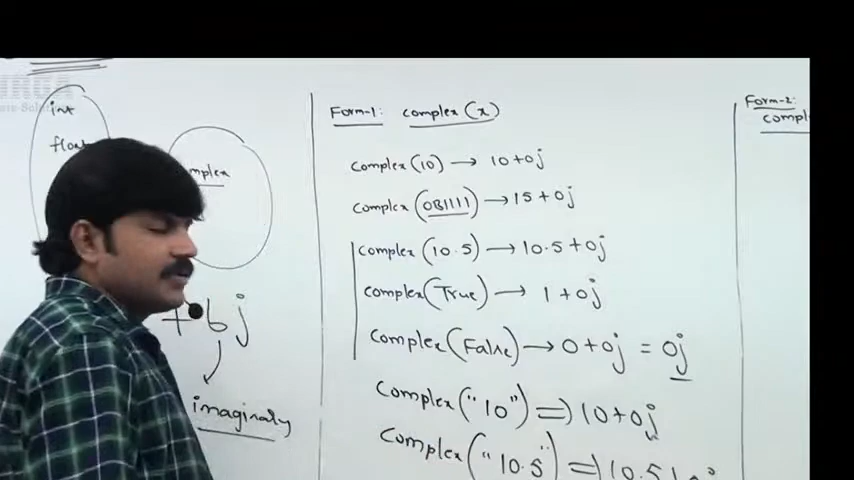 int
float
+ bj
imaginary
Form-1: complex (x)
complex (10) → 10+0j
complex (0B1111) → 15+0j
complex (10.5) → 10.5+0j
complex (True) → 1+0j
complex (False) → 0+0j = 0j
complex ("10") => 10+0j
complex ("10.5") =>
Form-2: